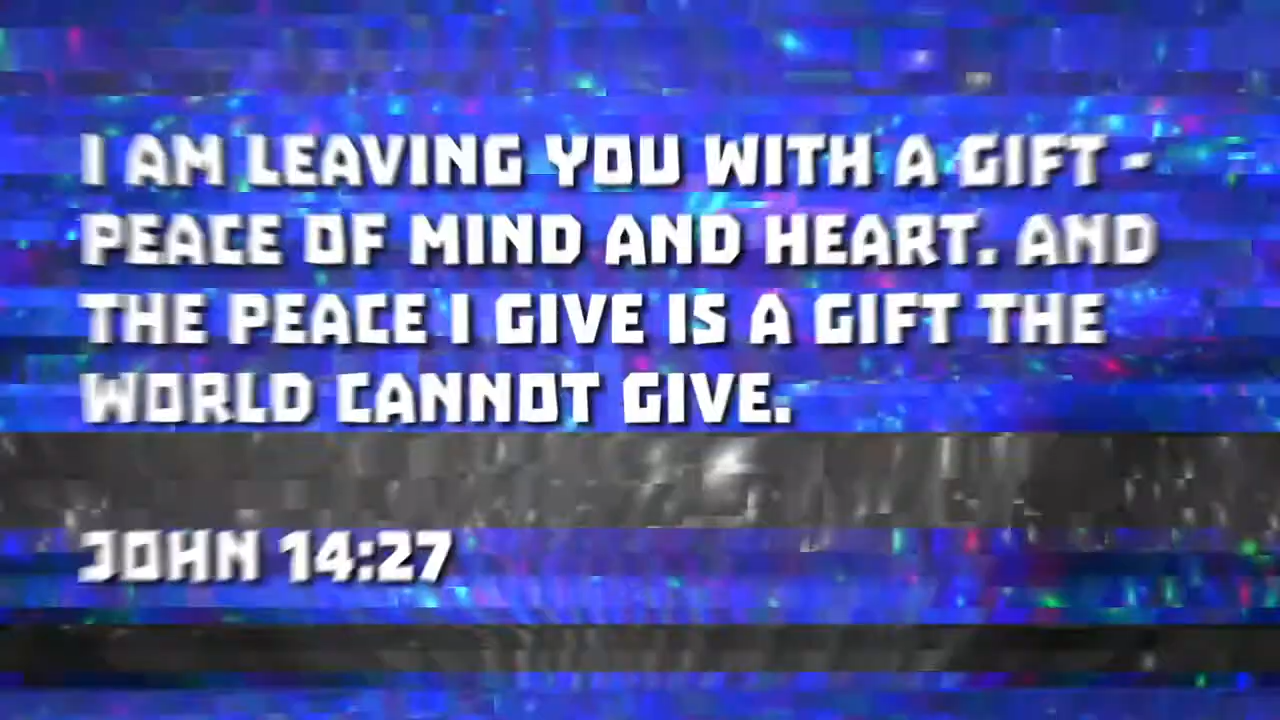 I AM LEAVING YOU WITH A GIFT -
PEACE OF MIND AND HEART. AND
THE PEACE I GIVE IS A GIFT THE
WORLD CANNOT GIVE.
JOHN 14:27